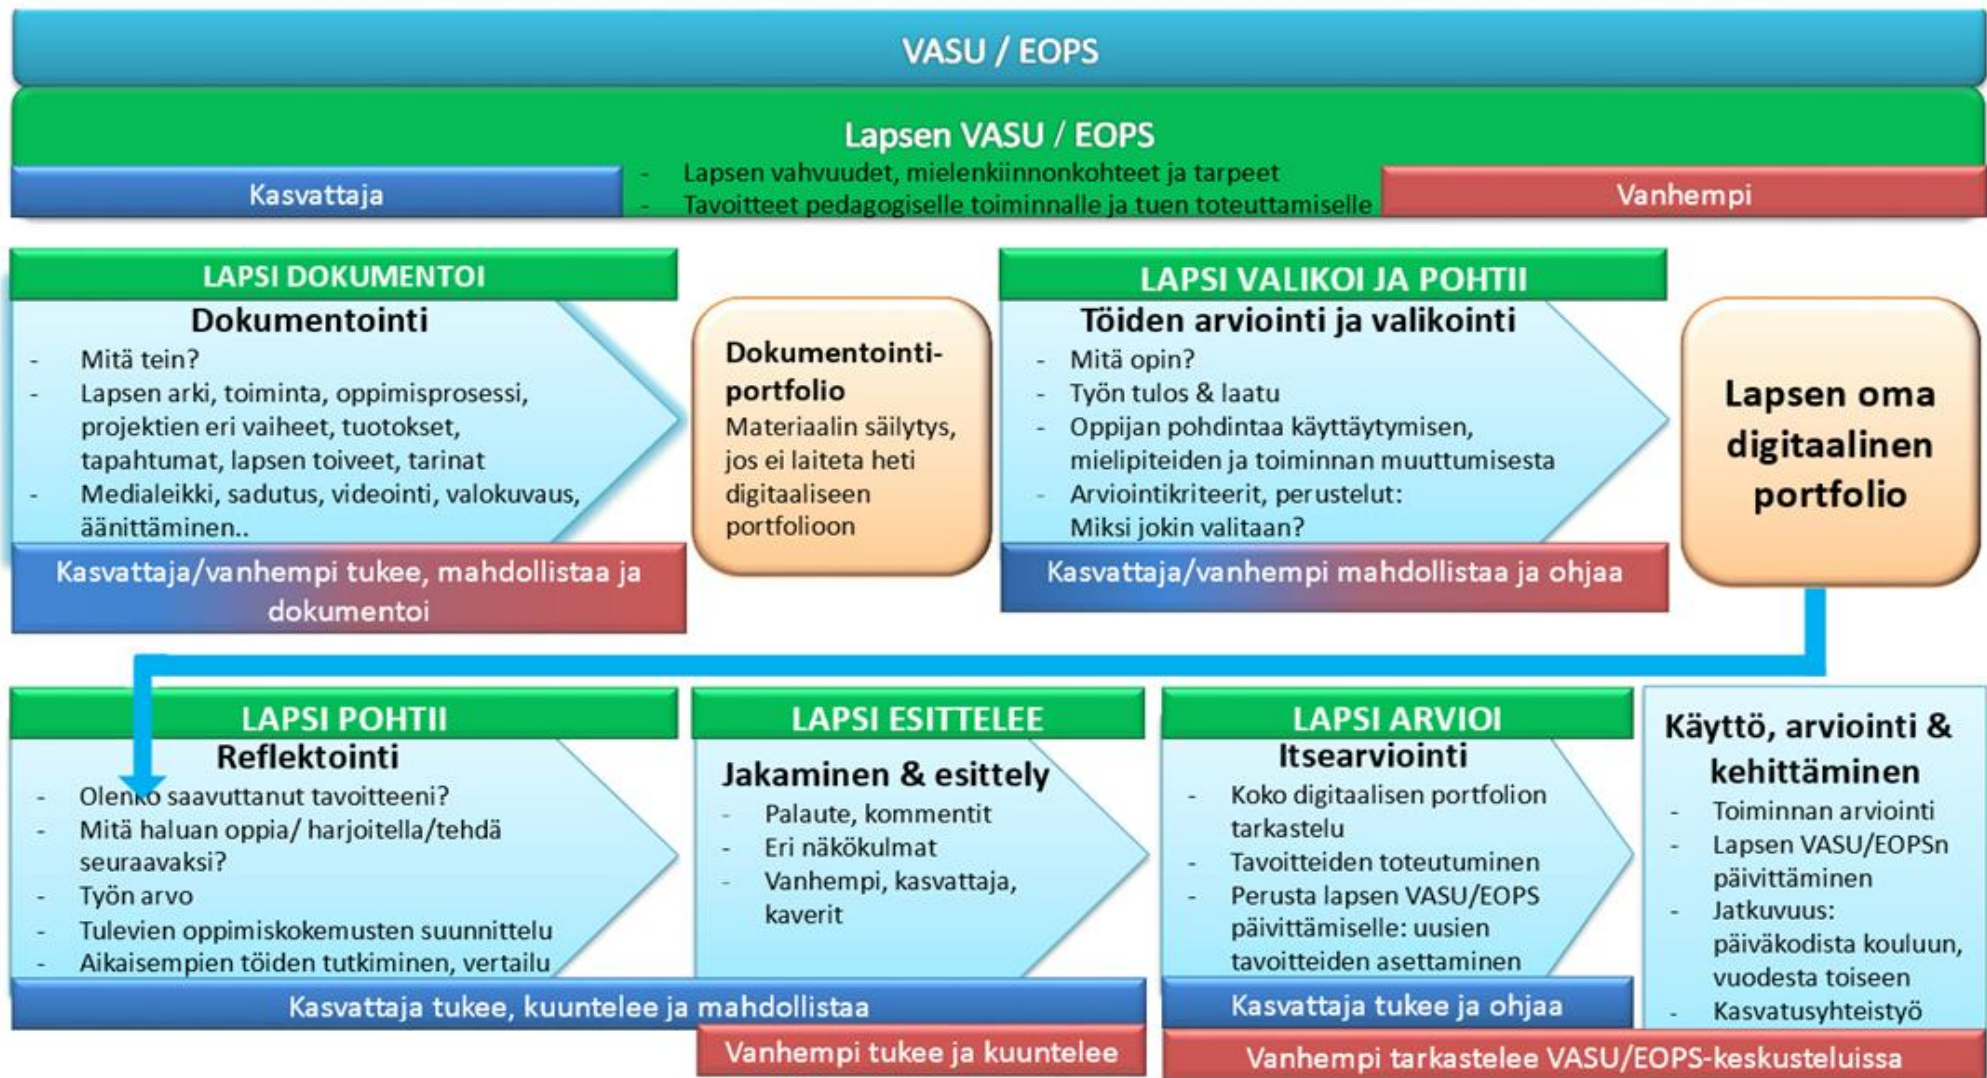 VASU / EOPS
Lapsen VASU / EOPS
- Lapsen vahvuudet, mielenkiinnonkohteet ja tarpeet
- Tavoitteet pedagogiselle toiminnalle ja tuen toteuttamiselle
Kasvattaja
Vanhempi
LAPSI DOKUMENTOI
Dokumentointi
- Mitä tein?
- Lapsen arki, toiminta, oppimisprosessi,
projektien eri vaiheet, tuotokset,
tapahtumat, lapsen toiveet, tarinat
- Medialeikki, sadutus, videointi, valokuvaus,
äänittäminen..
Kasvattaja/vanhempi tukee, mahdollistaa ja
dokumentoi
Dokumentointi-
portfolio
Materiaalin säilytys,
jos ei laiteta heti
digitaaliseen
portfolioon
LAPSI VALIKOI JA POHTII
Töiden arviointi ja valikointi
- Mitä opin?
- Työn tulos & laatu
- Oppijan pohdintaa käyttäytymisen,
mielipiteiden ja toiminnan muuttumisesta
- Arviointikriteerit, perustelut:
Miksi jokin valitaan?
Kasvattaja/vanhempi mahdollistaa ja ohjaa
Lapsen oma
digitaalinen
portfolio
LAPSI POHTII
Reflektointi
- Olenko saavuttanut tavoitteeni?
- Mitä haluan oppia/ harjoitella/tehdä
seuraavaksi?
- Työn arvo
- Tulevien oppimiskokemusten suunnittelu
- Aikaisempien töiden tutkiminen, vertailu
LAPSI ESITTELEE
Jakaminen & esittely
- Palaute, kommentit
- Eri näkökulmat
- Vanhempi, kasvattaja,
kaverit
Kasvattaja tukee, kuuntelee ja mahdollistaa
Vanhempi tukee ja kuuntelee
LAPSI ARVIOI
Itsearviointi
- Koko digitaalisen portfolion
tarkastelu
- Tavoitteiden toteutuminen
- Perusta lapsen VASU/EOPS
päivittämiselle: uusien
tavoitteiden asettaminen
Kasvattaja tukee ja ohjaa
Käyttö, arviointi &
kehittäminen
- Toiminnan arviointi
- Lapsen VASU/EOPSn
päivittäminen
- Jatkuvuus:
päiväkodista kouluun,
vuodesta toiseen
- Kasvatusyhteistyö
Vanhempi tarkastelee VASU/EOPS-keskusteluissa